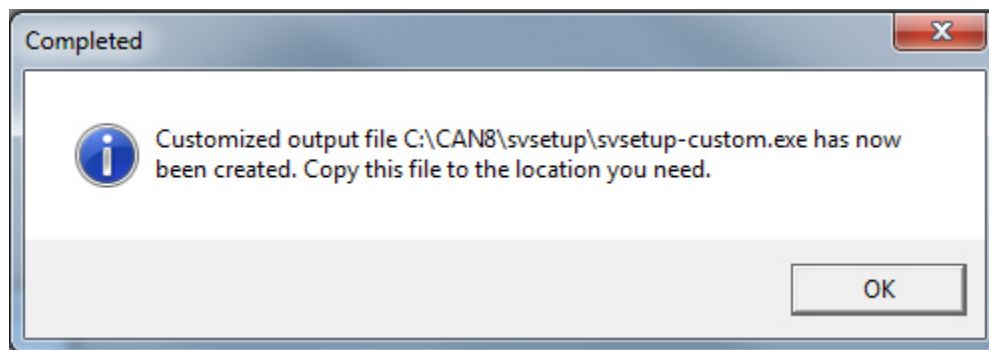 Completed
Customized output file C:\CAN8\svsetup\svsetup-custom.exe has now
been created. Copy this file to the location you need.
OK